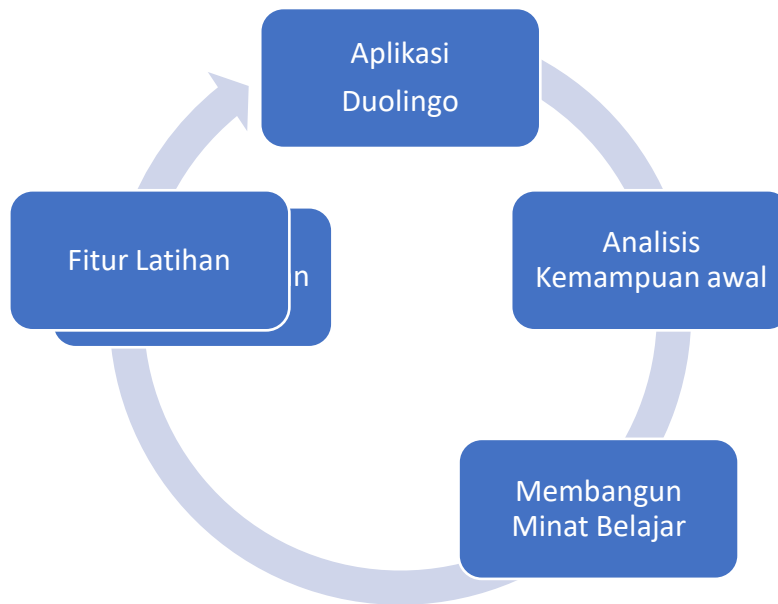 Aplikasi
Duolingo
Analisis
Kemampuan awal
Membangun
Minat Belajar
Fitur Latihan